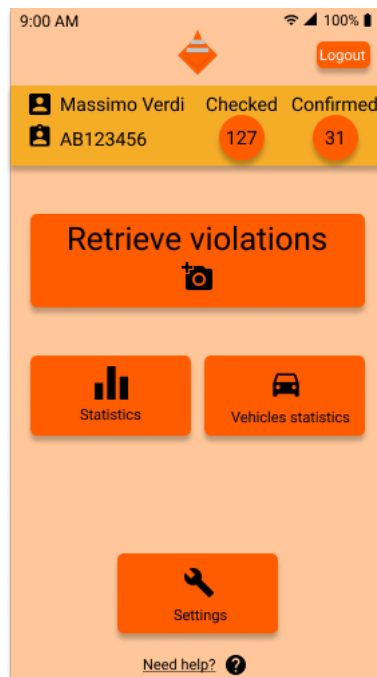 9:00 AM 100%
Logout
Massimo Verdi Checked Confirmed
AB123456 127 31
Retrieve violations
Statistics Vehicles statistics
Settings
Need help?